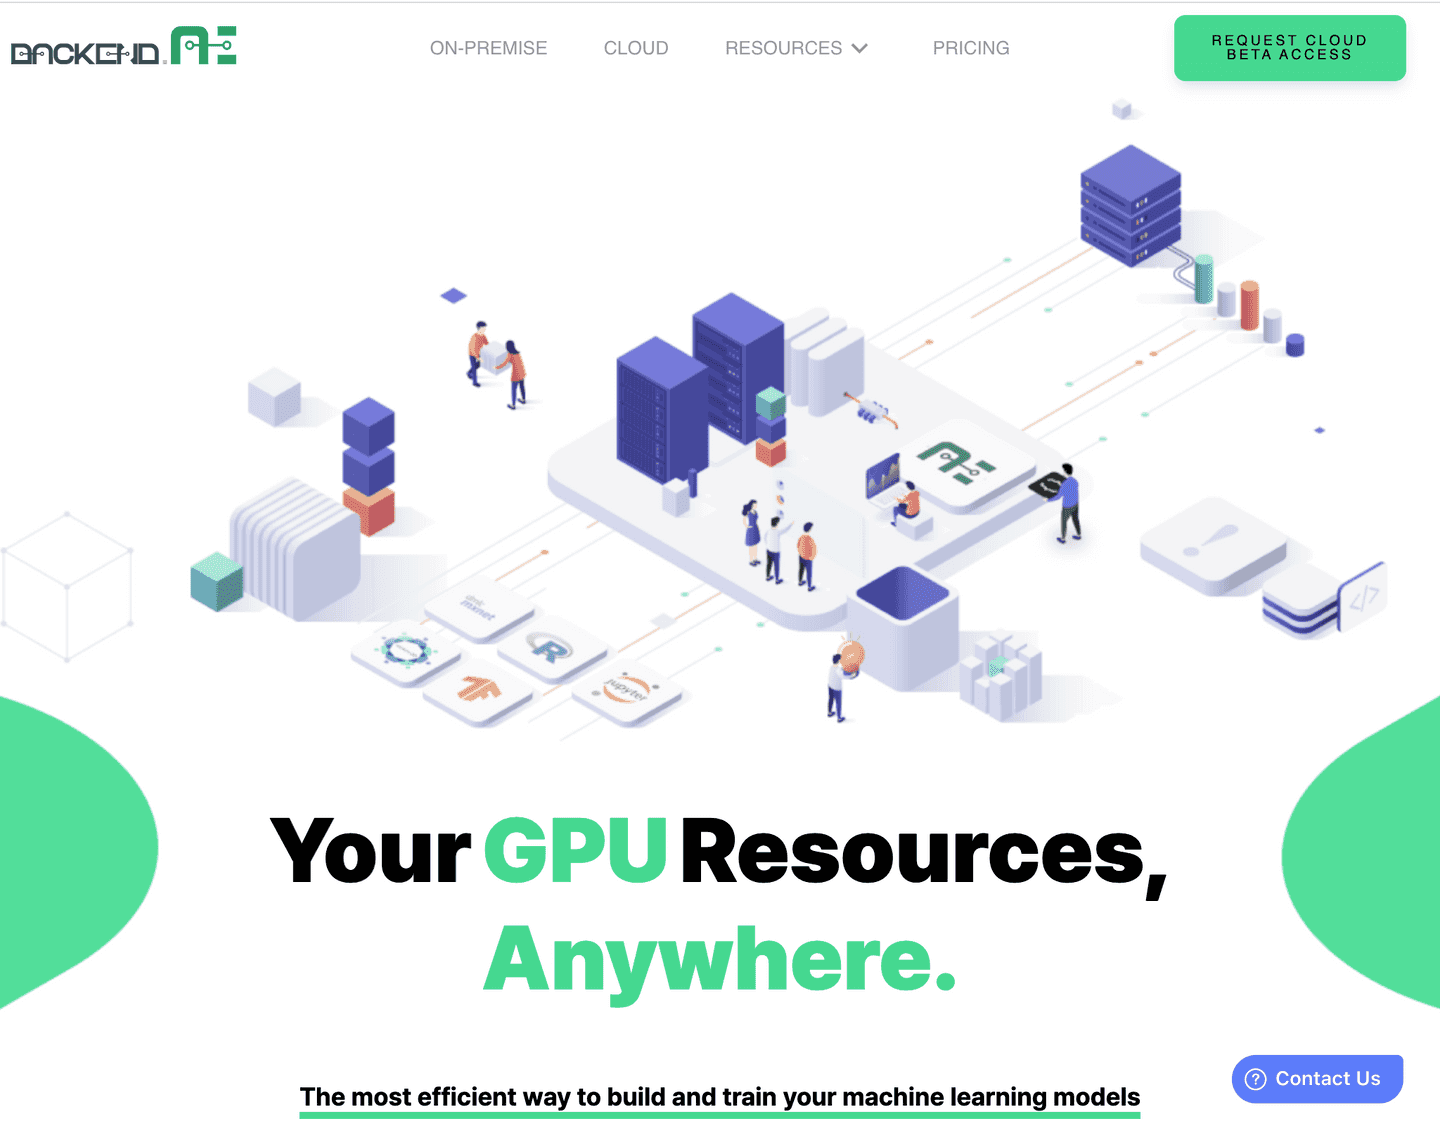 BACKEND.AI
ON-PREMISE
CLOUD
RESOURCES
PRICING
REQUEST CLOUD
BETA ACCESS
</>
mxnet
R
jupyter
Your GPU Resources,
Anywhere.
The most efficient way to build and train your machine learning models
? Contact Us